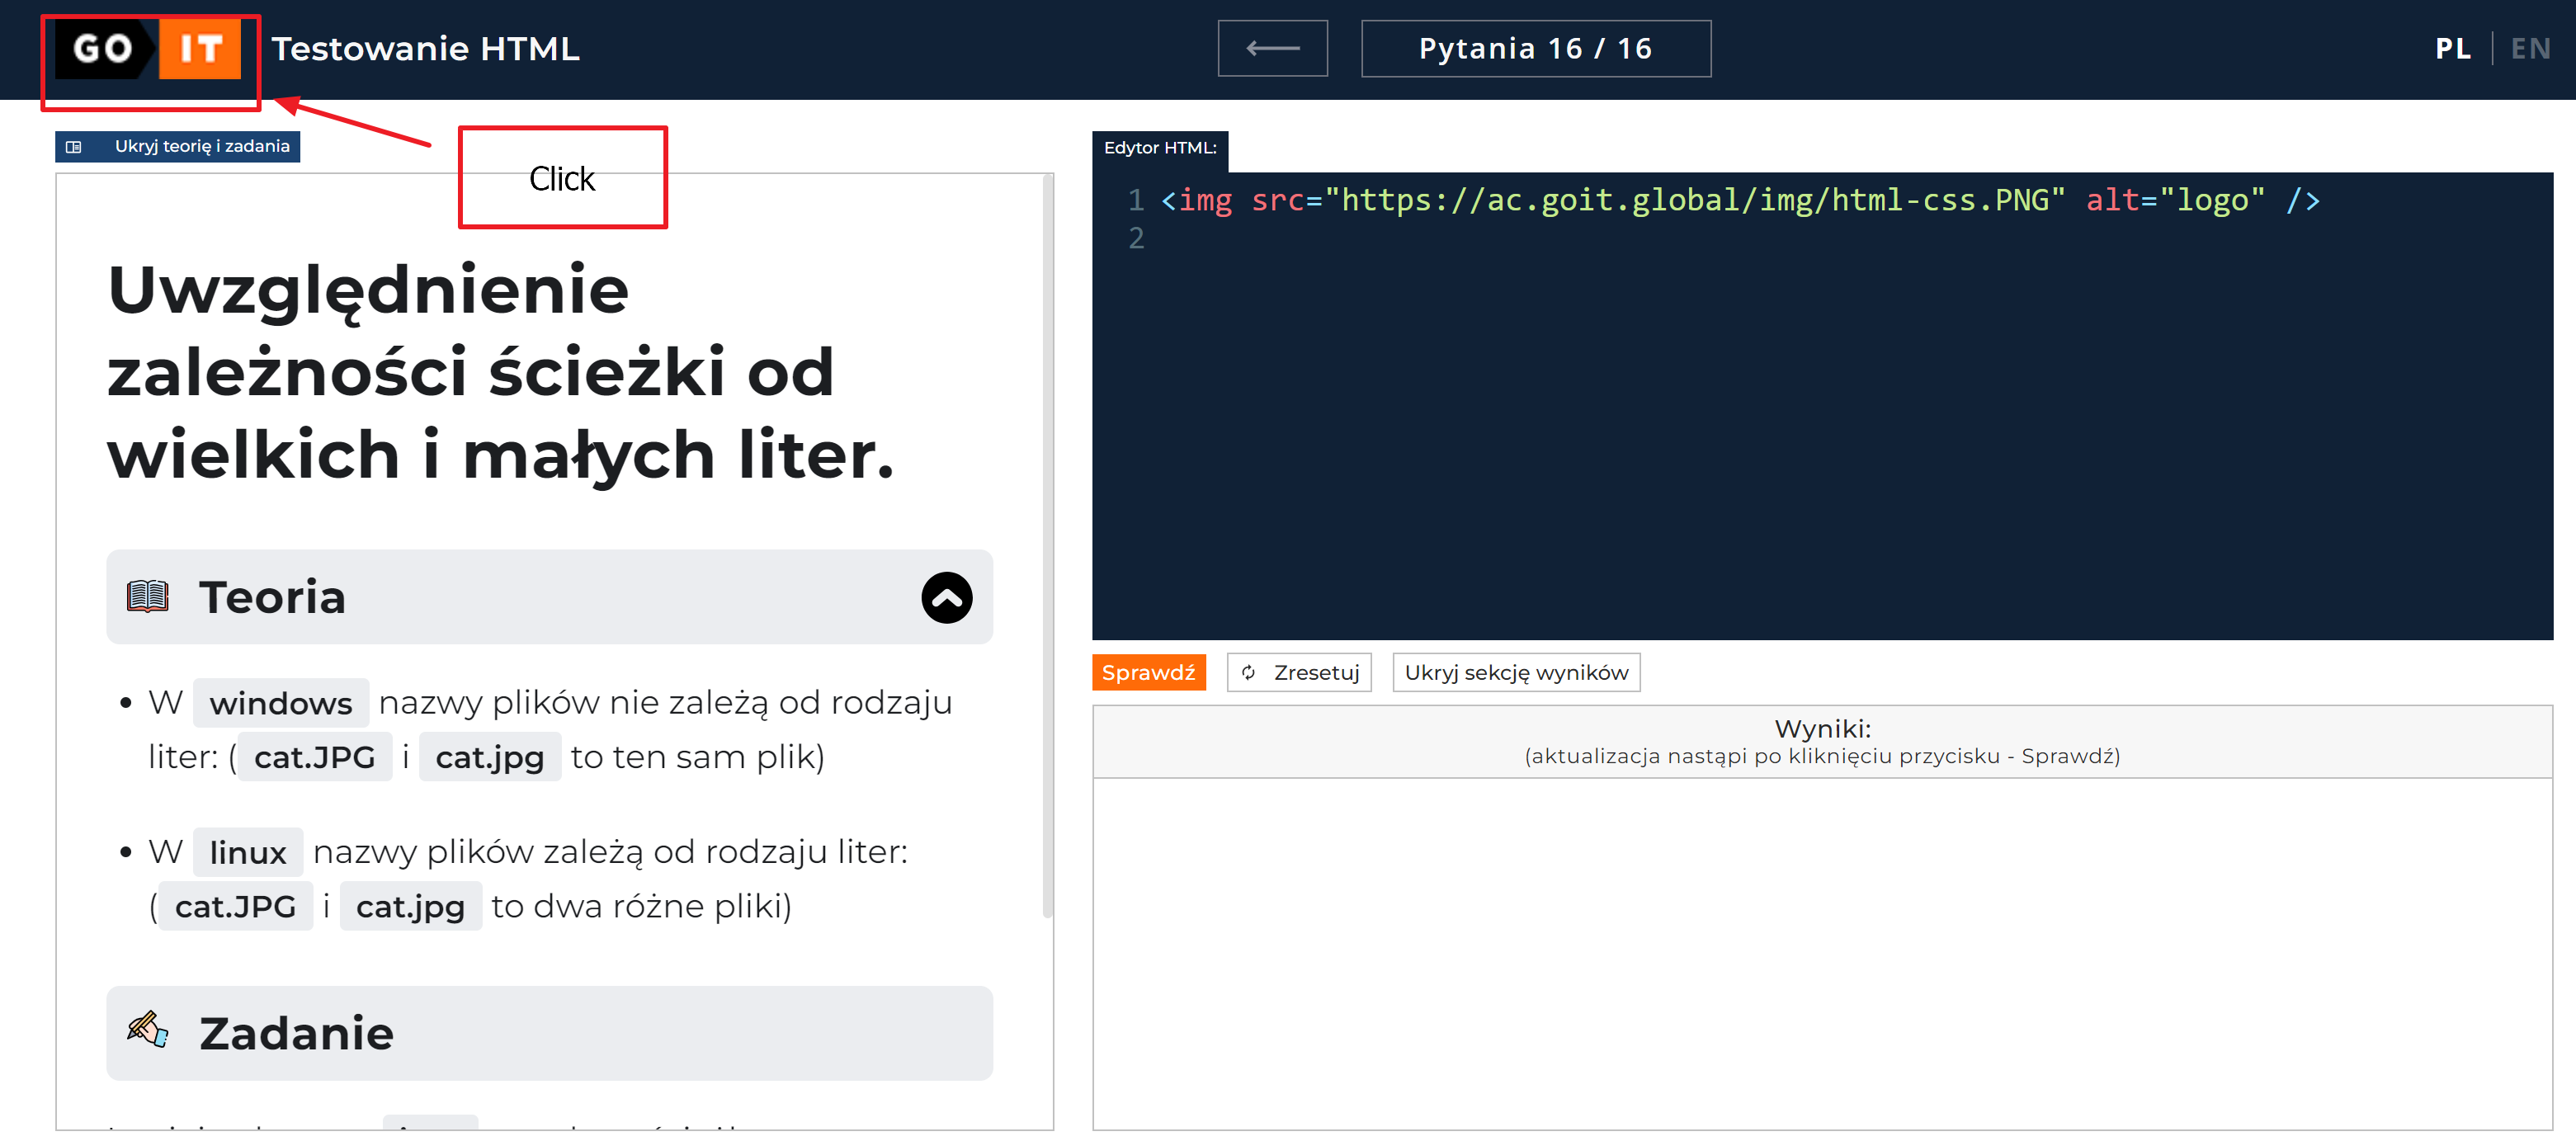 GO IT Testowanie HTML
Pytania 16 / 16
PL EN
Click
Ukryj teorię i zadania
Uwzględnienie
zależności ścieżki od
wielkich i małych liter.
Teoria
W windows nazwy plików nie zależą od rodzaju
liter: ( cat.JPG i cat.jpg to ten sam plik)
W linux nazwy plików zależą od rodzaju liter:
( cat.JPG i cat.jpg to dwa różne pliki)
Zadanie
Edytor HTML:
1 <img src="https://ac.goit.global/img/html-css.PNG" alt="logo" />
2
Sprawdź Zresetuj Ukryj sekcję wyników
Wyniki:
(aktualizacja nastąpi po kliknięciu przycisku - Sprawdź)